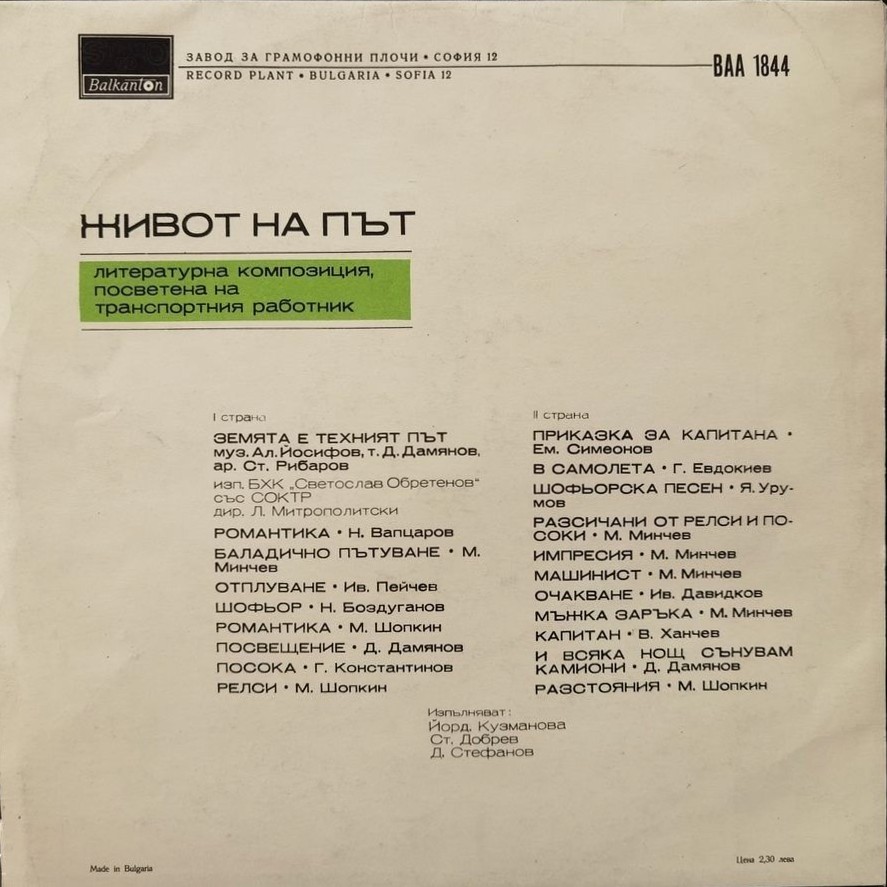 Balkanton
ЗАВОД ЗА ГРАМОФОННИ ПЛОЧИ • СОФИЯ 12
RECORD PLANT • BULGARIA • SOFIA 12
ВАА 1844
ЖИВОТ НА ПЪТ
литературна композиция,
посветена на
транспортния работник
I страна
ЗЕМЯТА Е ТЕХНИЯТ ПЪТ
муз. Ал. Йосифов, т. Д. Дамянов,
ар. Ст. Рибаров
изп. БХК „Светослав Обретенов"
със СОКТР
дир. Л. Митрополитски
РОМАНТИКА • Н. Вапцаров
БАЛАДИЧНО ПЪТУВАНЕ • М.
Минчев
ОТПЛУВАНЕ • Ив. Пейчев
ШОФЬОР • Н. Боздуганов
РОМАНТИКА • М. Шопкин
ПОСВЕЩЕНИЕ • Д. Дамянов
ПОСОКА • Г. Константинов
РЕЛСИ • М. Шопкин
II страна
ПРИКАЗКА ЗА КАПИТАНА •
Ем. Симеонов
В САМОЛЕТА • Г. Евдокиев
ШОФЬОРСКА ПЕСЕН • Я. Уру-
мов
РАЗСИЧАНИ ОТ РЕЛСИ И ПО-
СОКИ • М. Минчев
ИМПРЕСИЯ • М. Минчев
МАШИНИСТ • М. Минчев
ОЧАКВАНЕ • Ив. Давидков
МЪЖКА ЗАРЪКА • М. Минчев
КАПИТАН • В. Ханчев
И ВСЯКА НОЩ СЪНУВАМ
КАМИОНИ • Д. Дамянов
РАЗСТОЯНИЯ • М. Шопкин
Изпълняват:
Йорд. Кузманова
Ст. Добрев
Д. Стефанов
Made in Bulgaria
Цена 2,30 лева